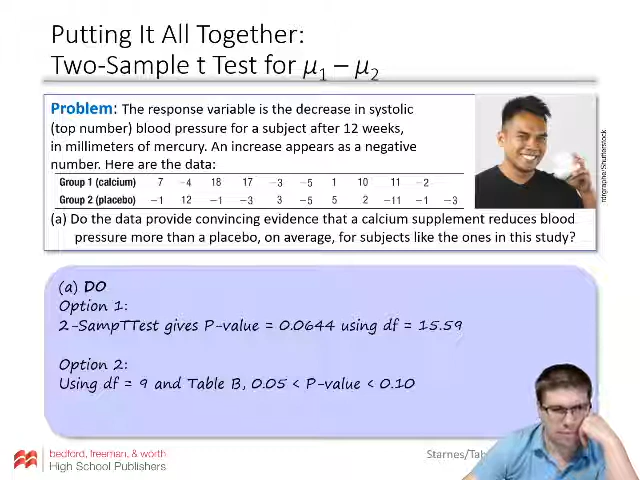 Putting It All Together:
Two-Sample t Test for μ₁ − μ₂
Problem: The response variable is the decrease in systolic
(top number) blood pressure for a subject after 12 weeks,
in millimeters of mercury. An increase appears as a negative
number. Here are the data:
Group 1 (calcium) 7 −4 18 17 −3 −5 1 10 11 −2
Group 2 (placebo) −1 12 −1 −3 3 −5 5 2 −11 −1 −3
(a) Do the data provide convincing evidence that a calcium supplement reduces blood
pressure more than a placebo, on average, for subjects like the ones in this study?
(a) DO
Option 1:
2-SampTTest gives P-value = 0.0644 using df = 15.59
Option 2:
Using df = 9 and Table B, 0.05 < P-value < 0.10
bedford, freeman, & worth
High School Publishers
Starnes/Tab